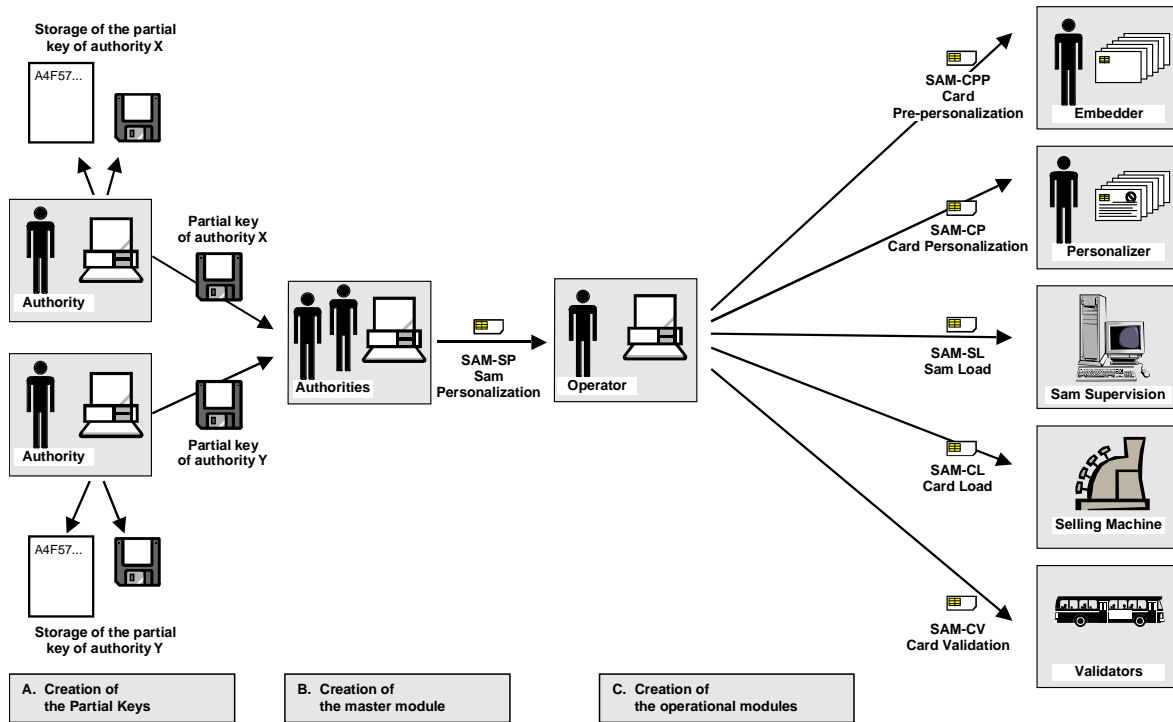 Storage of the partial
key of authority X
A4F57...
Authority
Partial key
of authority X
Authority
Partial key
of authority Y
A4F57...
Storage of the partial
key of authority Y
Authorities
SAM-SP
Sam
Personalization
Operator
SAM-CPP
Card
Pre-personalization
Embedder
SAM-CP
Card Personalization
Personalizer
SAM-SL
Sam Load
Sam Supervision
SAM-CL
Card Load
Selling Machine
SAM-CV
Card Validation
Validators
A. Creation of
the Partial Keys
B. Creation of
the master module
C. Creation of
the operational modules